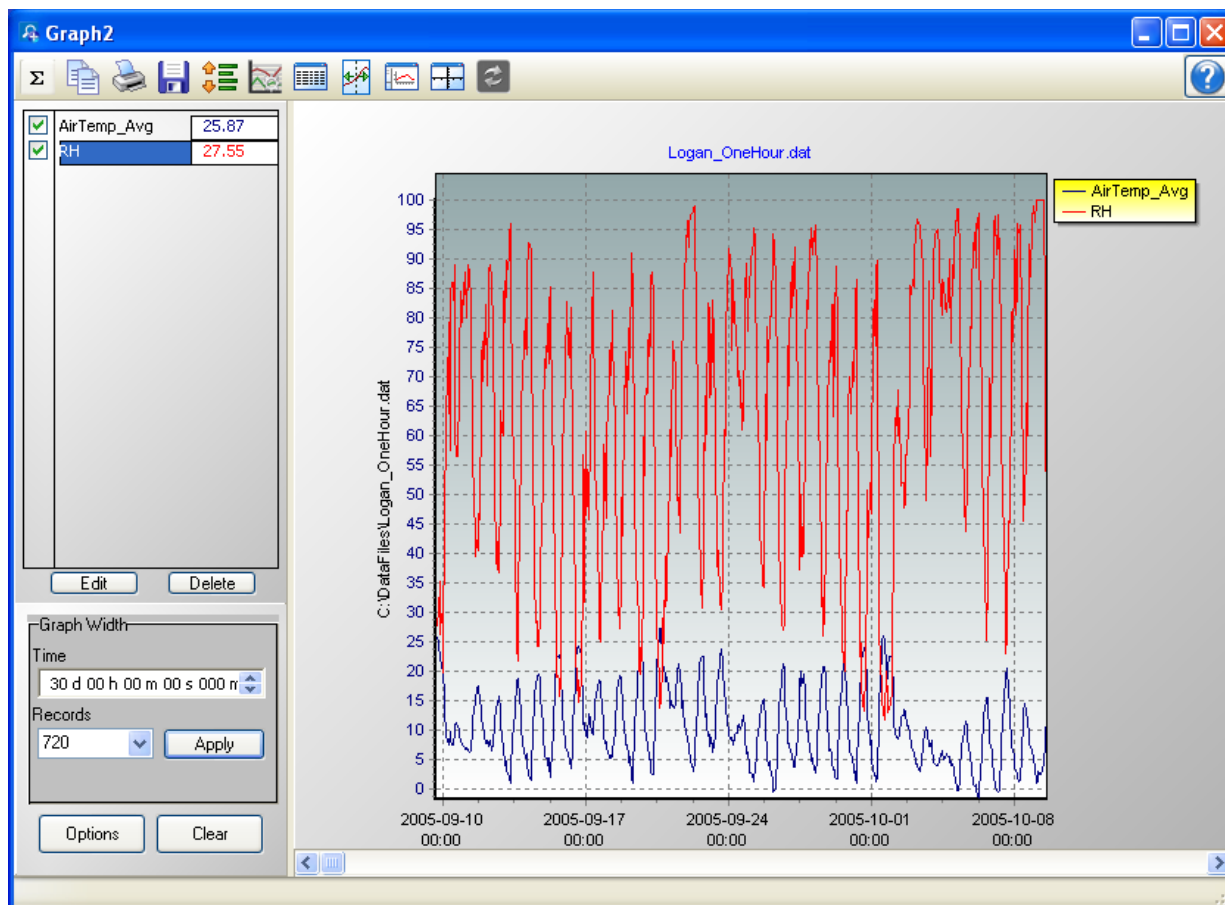 Graph2
Σ
?
AirTemp_Avg 25.87
RH 27.55
Edit Delete
Graph Width
Time
30 d 00 h 00 m 00 s 000 m
Records
720 Apply
Options Clear
Logan_OneHour.dat
AirTemp_Avg
RH
C:\DataFiles\Logan_OneHour.dat
100
95
90
85
80
75
70
65
60
55
50
45
40
35
30
25
20
15
10
5
0
2005-09-10 2005-09-17 2005-09-24 2005-10-01 2005-10-08
00:00 00:00 00:00 00:00 00:00